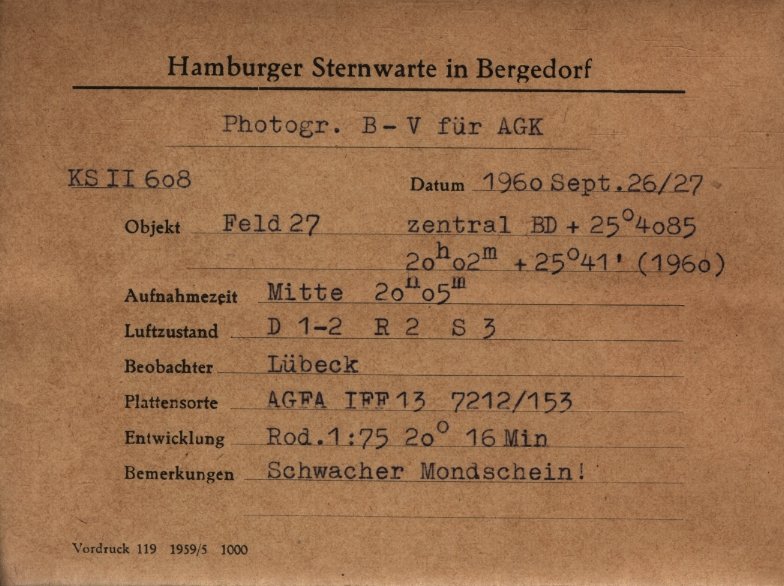 Hamburger Sternwarte in Bergedorf
Photogr. B-V für AGK
KS II 608 Datum 1960 Sept. 26/27
Objekt Feld 27 zentral BD + 25°4085
20h02m + 25°41' (1960)
Aufnahmezeit Mitte 20h05m
Luftzustand D 1-2 R 2 S 3
Beobachter Lübeck
Plattensorte AGFA IFF 13 7212/153
Entwicklung Rod.1:75 20° 16 Min
Bemerkungen Schwacher Mondschein!
Vordruck 119 1959/5 1000